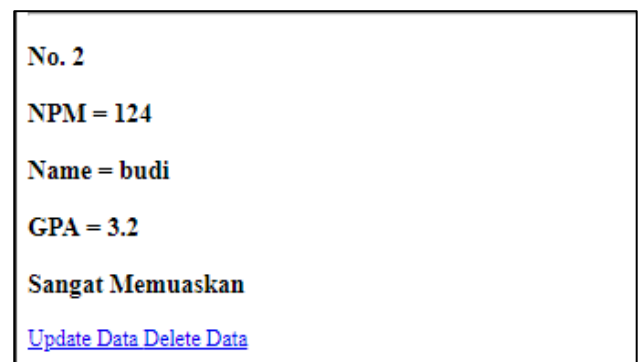 No. 2
NPM = 124
Name = budi
GPA = 3.2
Sangat Memuaskan
Update Data Delete Data